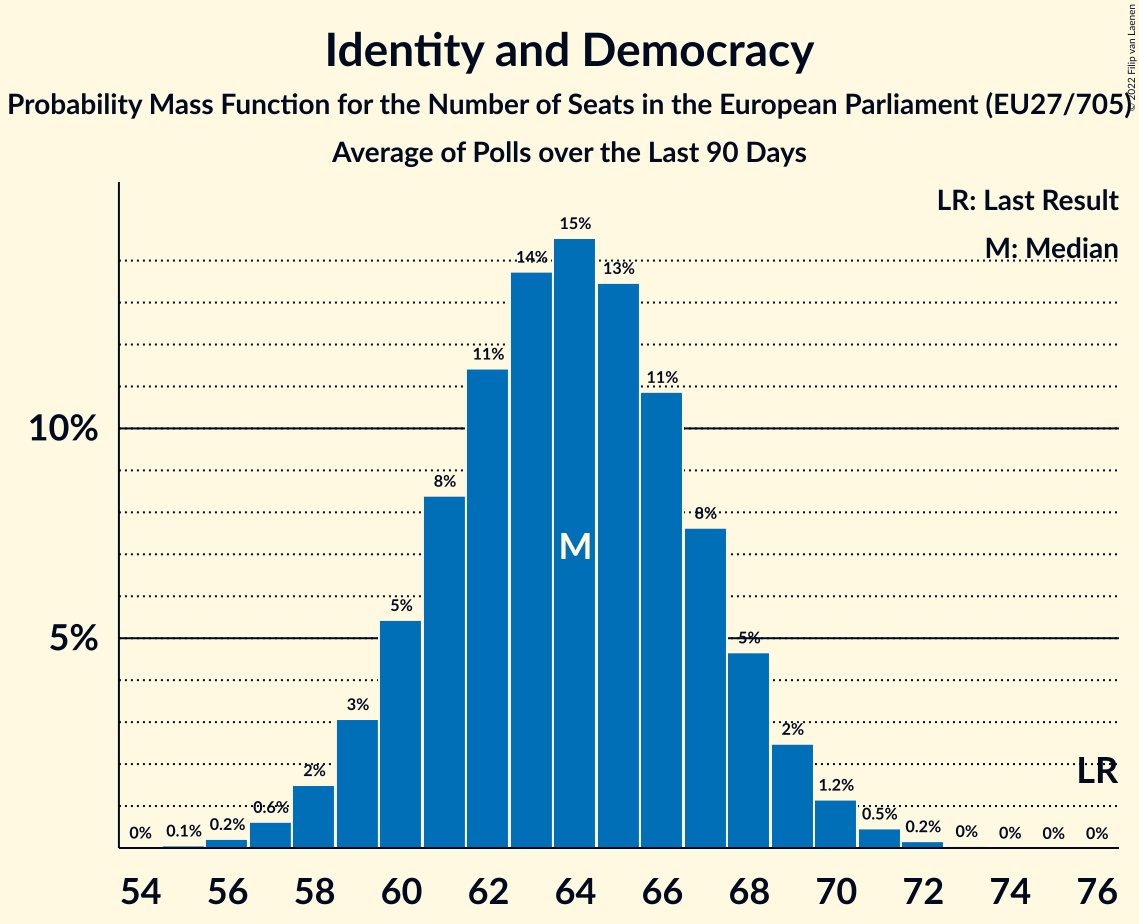 Identity and Democracy
Probability Mass Function for the Number of Seats in the European Parliament (EU27/705)
Average of Polls over the Last 90 Days
© 2022 Filip van Laenen
LR: Last Result
M: Median
15%
14%
13%
11%
11%
10%
8%
8%
M
5%
5%
5%
3%
2%
2%
LR
1.2%
0.6%
0.5%
0% 0.1% 0.2% 0.2% 0% 0% 0% 0%
54 56 58 60 62 64 66 68 70 72 74 76